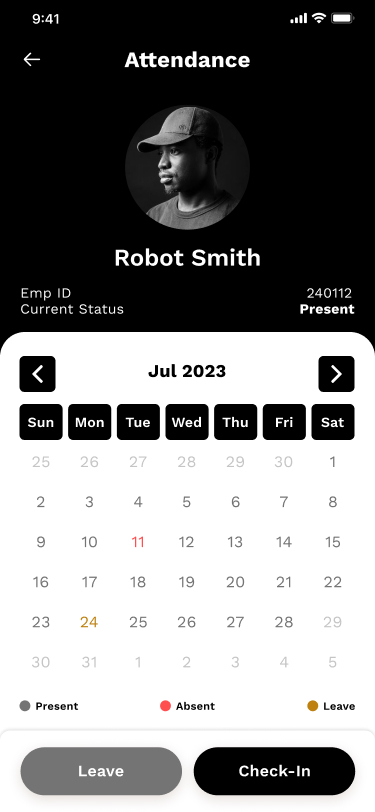 9:41
Attendance
Robot Smith
Emp ID 240112
Current Status Present
Jul 2023
Sun Mon Tue Wed Thu Fri Sat
25 26 27 28 29 30 1
2 3 4 5 6 7 8
9 10 11 12 13 14 15
16 17 18 19 20 21 22
23 24 25 26 27 28 29
30 31 1 2 3 4 5
Present Absent Leave
Leave Check-In